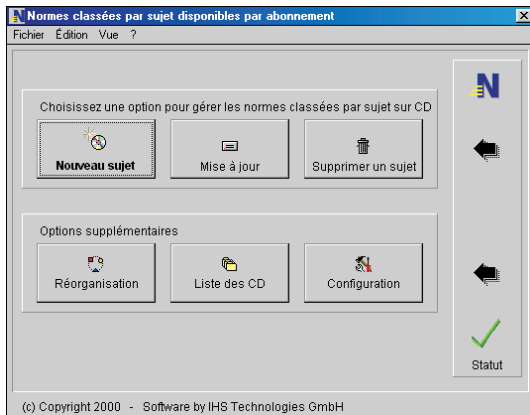 Normes classées par sujet disponibles par abonnement
Fichier Édition Vue ?
Choisissez une option pour gérer les normes classées par sujet sur CD
Nouveau sujet Mise à jour Supprimer un sujet
Options supplémentaires
Réorganisation Liste des CD Configuration
Statut
(c) Copyright 2000 - Software by IHS Technologies GmbH